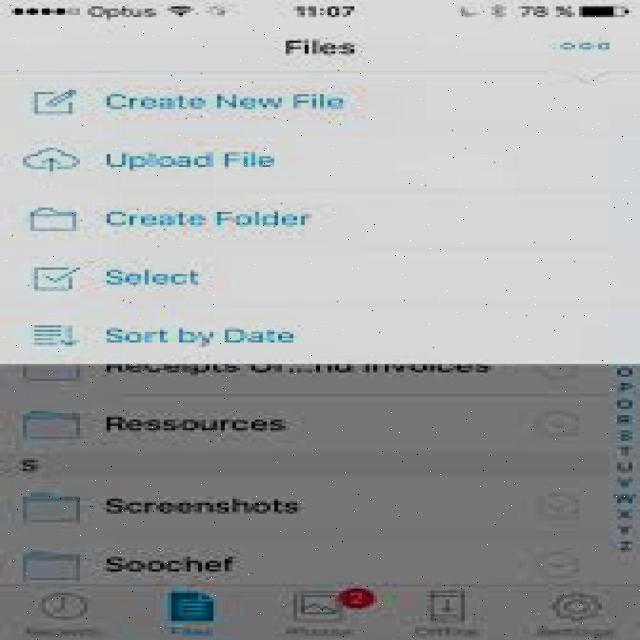 Optus 11:07 78 %
Files
Create New File
Upload File
Create Folder
Select
Sort by Date
Receipts Or...nd Invoices
Ressources
S
Screenshots
Soochef
O
P
Q
R
S
T
U
V
W
X
Y
Z
2
Recents Files Photos Offline Settings